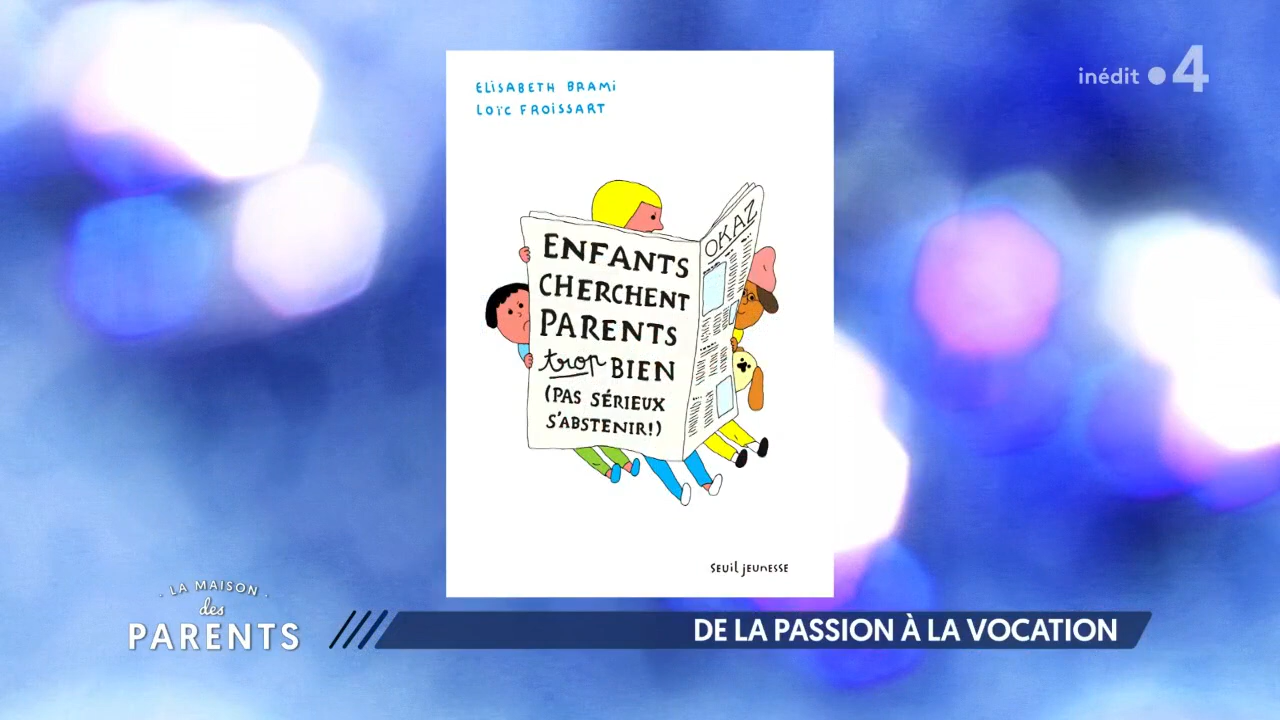 inédit 4
ELISABETH BRAMI
LOÏC FROISSART
OKAZ
ENFANTS
CHERCHENT
PARENTS
trop BIEN
(PAS SÉRIEUX
S'ABSTENIR!)
SEUIL JEUNESSE
LA MAISON
des
PARENTS
DE LA PASSION À LA VOCATION